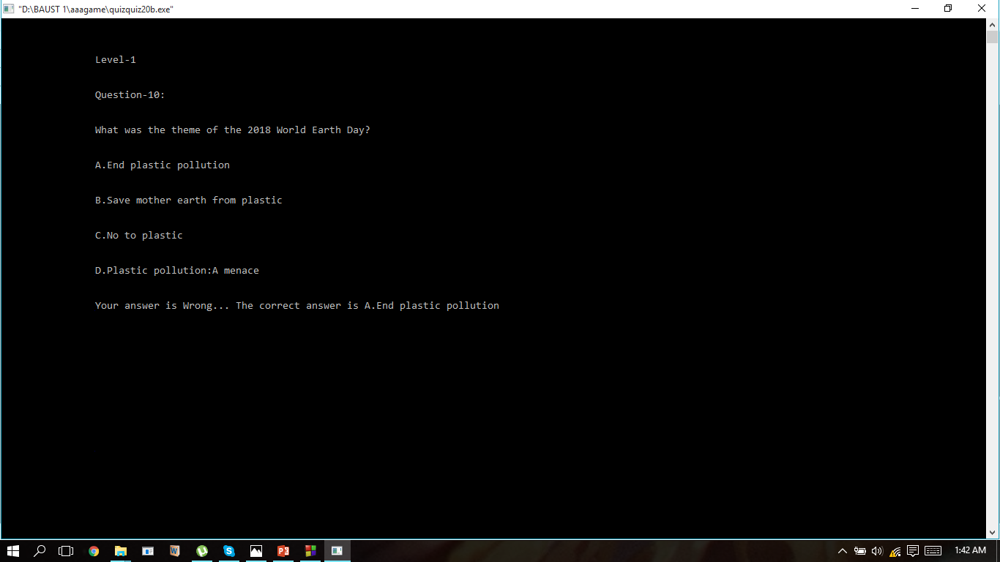 "D:\BAUST 1\aaagame\quizquiz20b.exe"
Level-1
Question-10:
What was the theme of the 2018 World Earth Day?
A.End plastic pollution
B.Save mother earth from plastic
C.No to plastic
D.Plastic pollution:A menace
Your answer is Wrong... The correct answer is A.End plastic pollution
1:42 AM